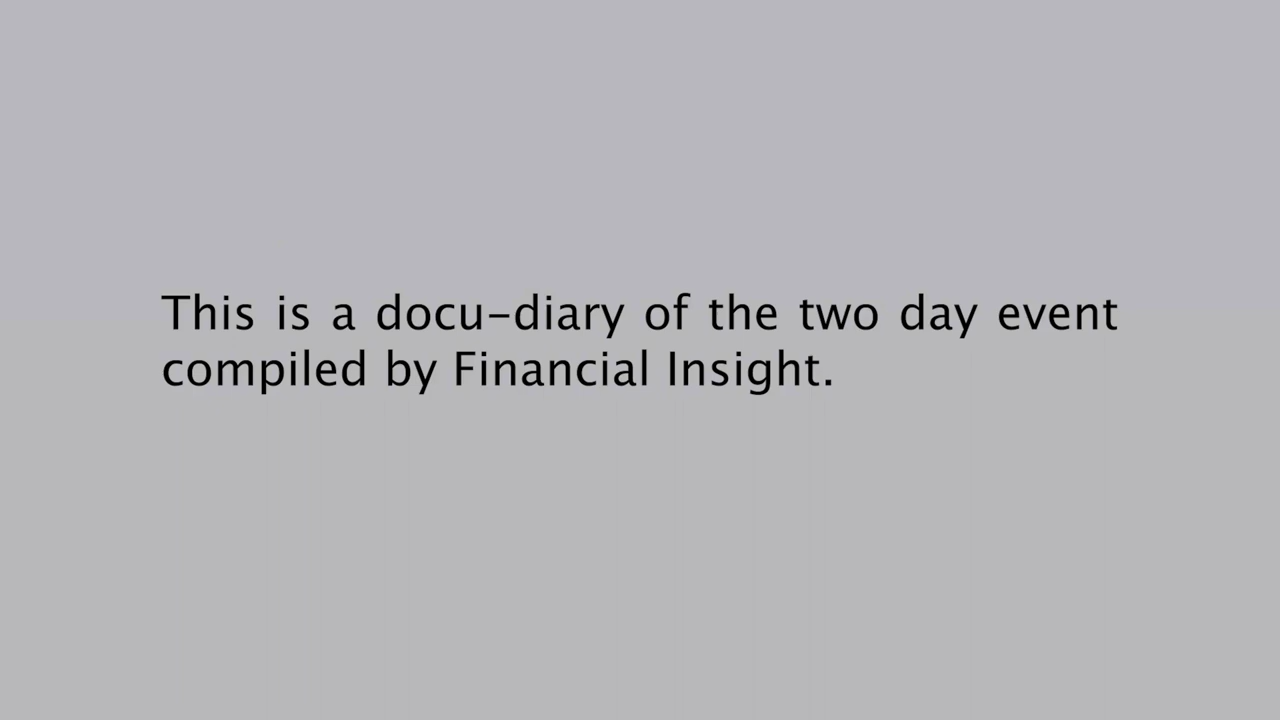 This is a docu-diary of the two day event
compiled by Financial Insight.